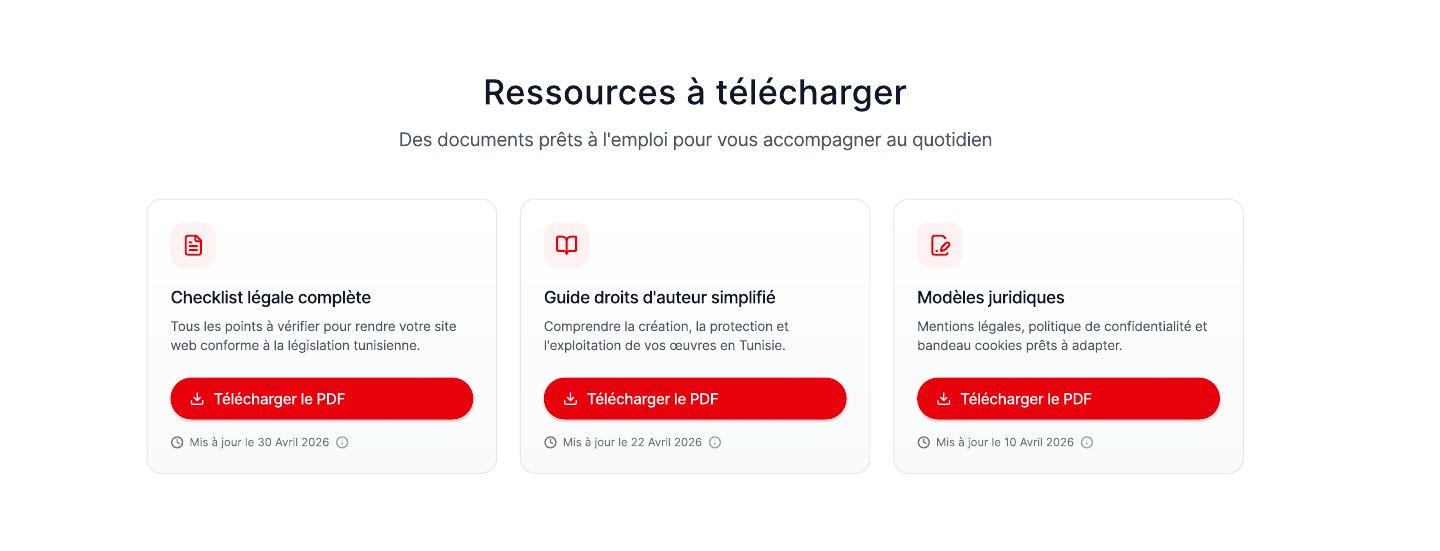 Ressources à télécharger
Des documents prêts à l'emploi pour vous accompagner au quotidien
Checklist légale complète
Tous les points à vérifier pour rendre votre site
web conforme à la législation tunisienne.
Télécharger le PDF
Mis à jour le 30 Avril 2026
Guide droits d'auteur simplifié
Comprendre la création, la protection et
l'exploitation de vos œuvres en Tunisie.
Télécharger le PDF
Mis à jour le 22 Avril 2026
Modèles juridiques
Mentions légales, politique de confidentialité et
bandeau cookies prêts à adapter.
Télécharger le PDF
Mis à jour le 10 Avril 2026